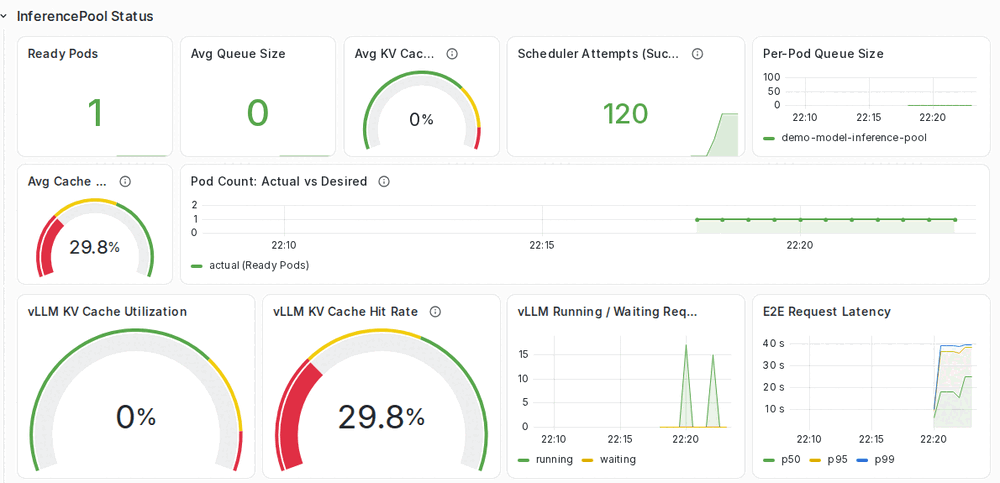 InferencePool Status
Ready Pods
1
Avg Queue Size
0
Avg KV Cac...
0%
Scheduler Attempts (Suc...
120
Per-Pod Queue Size
100
50
0
22:10 22:15 22:20
demo-model-inference-pool
Avg Cache ...
29.8%
Pod Count: Actual vs Desired
2
1
0
22:10 22:15 22:20
actual (Ready Pods)
vLLM KV Cache Utilization
0%
vLLM KV Cache Hit Rate
29.8%
vLLM Running / Waiting Req...
15
10
5
0
22:10 22:15 22:20
running waiting
E2E Request Latency
40 s
30 s
20 s
10 s
22:10 22:15 22:20
p50 p95 p99